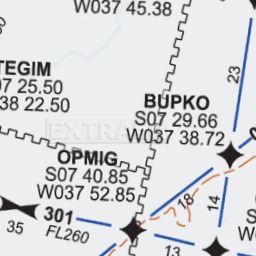 W037 45.38
TEGIM
07 25.50
38 22.50
23
BUPKO
S07 29.66
W037 38.72
EXTRA
OPMIG
S07 40.85
W037 52.85
18
14
301
FL260
35
13